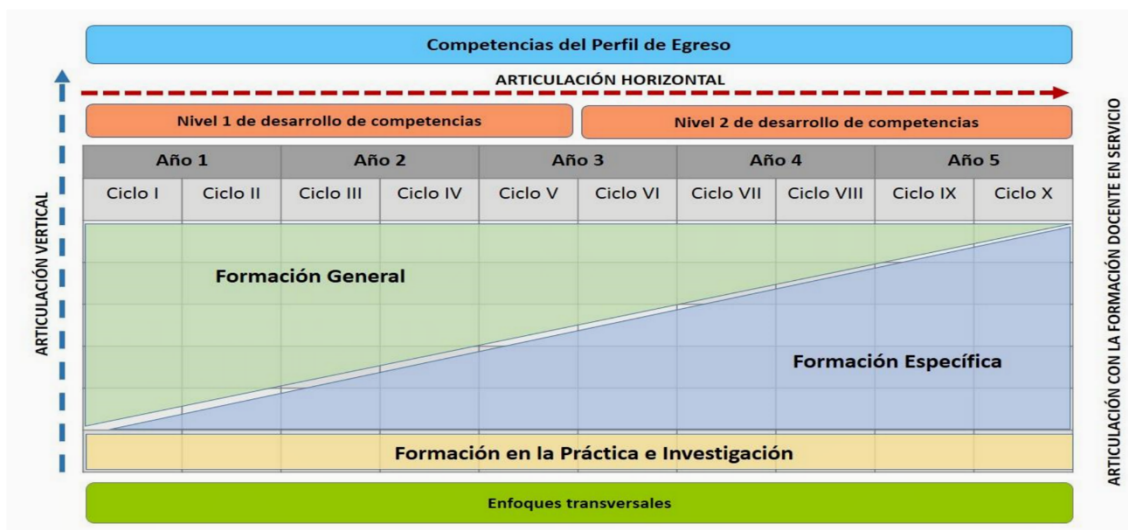 Competencias del Perfil de Egreso
ARTICULACIÓN HORIZONTAL
Nivel 1 de desarrollo de competencias
Nivel 2 de desarrollo de competencias
Año 1
Año 2
Año 3
Año 4
Año 5
Ciclo I
Ciclo II
Ciclo III
Ciclo IV
Ciclo V
Ciclo VI
Ciclo VII
Ciclo VIII
Ciclo IX
Ciclo X
ARTICULACIÓN VERTICAL
Formación General
Formación Específica
Formación en la Práctica e Investigación
Enfoques transversales
ARTICULACIÓN CON LA FORMACIÓN DOCENTE EN SERVICIO